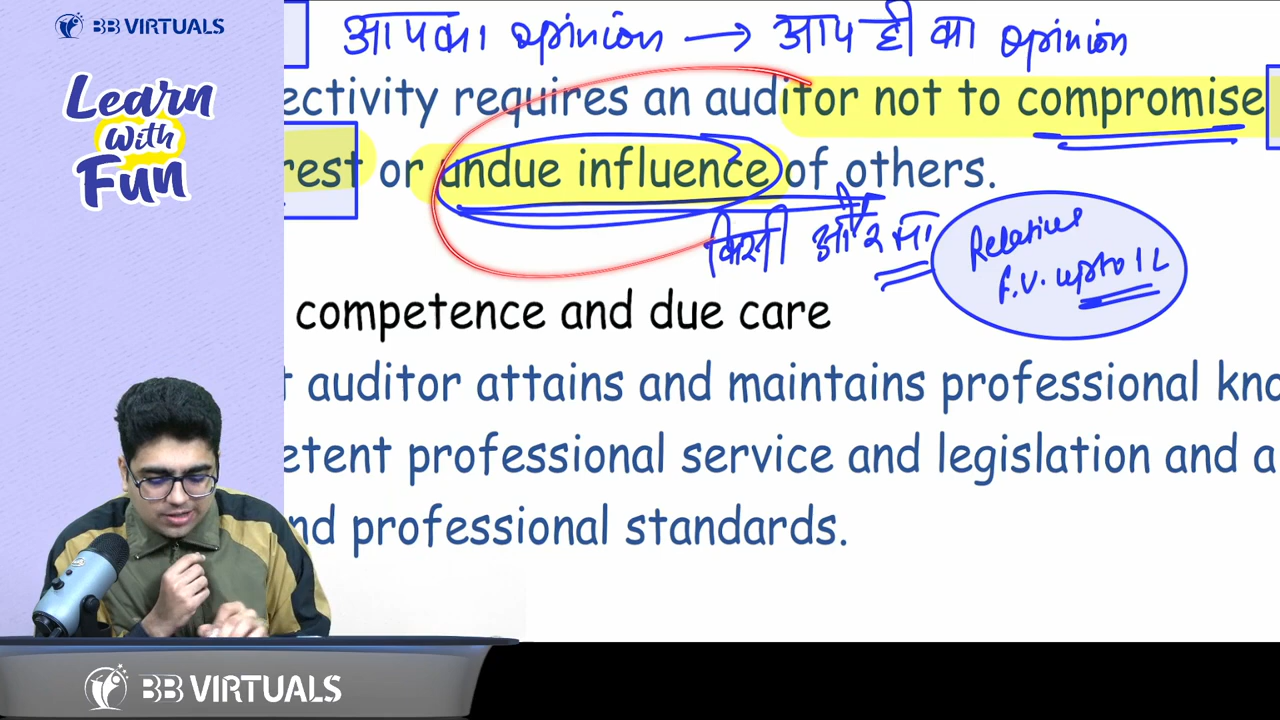 BB VIRTUALS
Learn
with
Fun
आपका opinion → आप ही का opinion
ectivity requires an auditor not to compromise
rest or undue influence of others.
किसी और का
Relatives
f.v. upto 1 L
competence and due care
t auditor attains and maintains professional kno
etent professional service and legislation and a
nd professional standards.
BB VIRTUALS